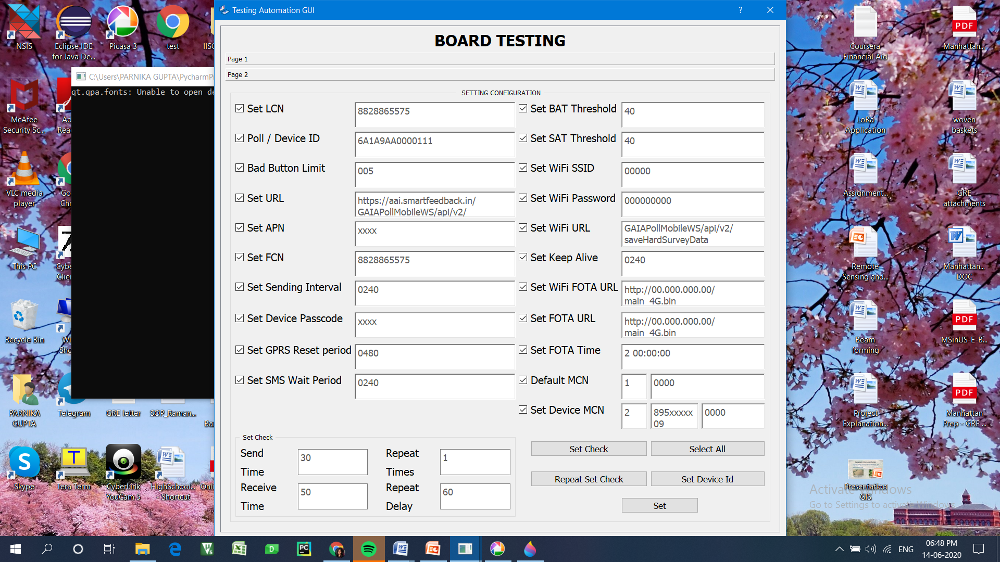 Testing Automation GUI
?
BOARD TESTING
Page 1
Page 2
SETTING CONFIGURATION
Set LCN
8828865575
Set BAT Threshold
40
Poll / Device ID
6A1A9AA0000111
Set SAT Threshold
40
Bad Button Limit
005
Set WiFi SSID
00000
Set URL
https://aai.smartfeedback.in/
GAIAPollMobileWS/api/v2/
Set WiFi Password
000000000
Set APN
xxxx
Set WiFi URL
GAIAPollMobileWS/api/v2/
saveHardSurveyData
Set FCN
8828865575
Set Keep Alive
0240
Set Sending Interval
0240
Set WiFi FOTA URL
http://00.000.000.00/
main_4G.bin
Set Device Passcode
xxxx
Set FOTA URL
http://00.000.000.00/
main_4G.bin
Set GPRS Reset period
0480
Set FOTA Time
2 00:00:00
Set SMS Wait Period
0240
Default MCN
1
0000
Set Device MCN
2
895xxxxx
09
0000
Set Check
Send
Time
30
Repeat
Times
1
Receive
Time
50
Repeat
Delay
60
Set Check
Select All
Repeat Set Check
Set Device Id
Set
C:\Users\PARNIKA GUPTA\PycharmP
qt.qpa.fonts: Unable to open de
NSIS
Eclipse IDE
for Java De...
Picasa 3
test
McAfee
Security Sc...
VLC media
player
This PC
Recycle Bin
PARNIKA
GUPTA
Telegram
GRE letter
SOP_Raman...
Skype
Tera Term
CyberLink
YouCam 5
HighSchool...
- Shortcut
Coursera
Financial Aid
PDF
Manhattan...
LoRa
Application
woven
baskets
Assignment...
GRE
attachments
Remote
Sensing and...
Manhattan...
DOC
Beam
forming
PDF
MSinUS-E-B...
Project
Explanation...
PDF
Manhattan
Prep - GRE ...
Presentation
GIS
Activate Windows
Go to Settings to activate Windows.
ENG
06:48 PM
14-06-2020